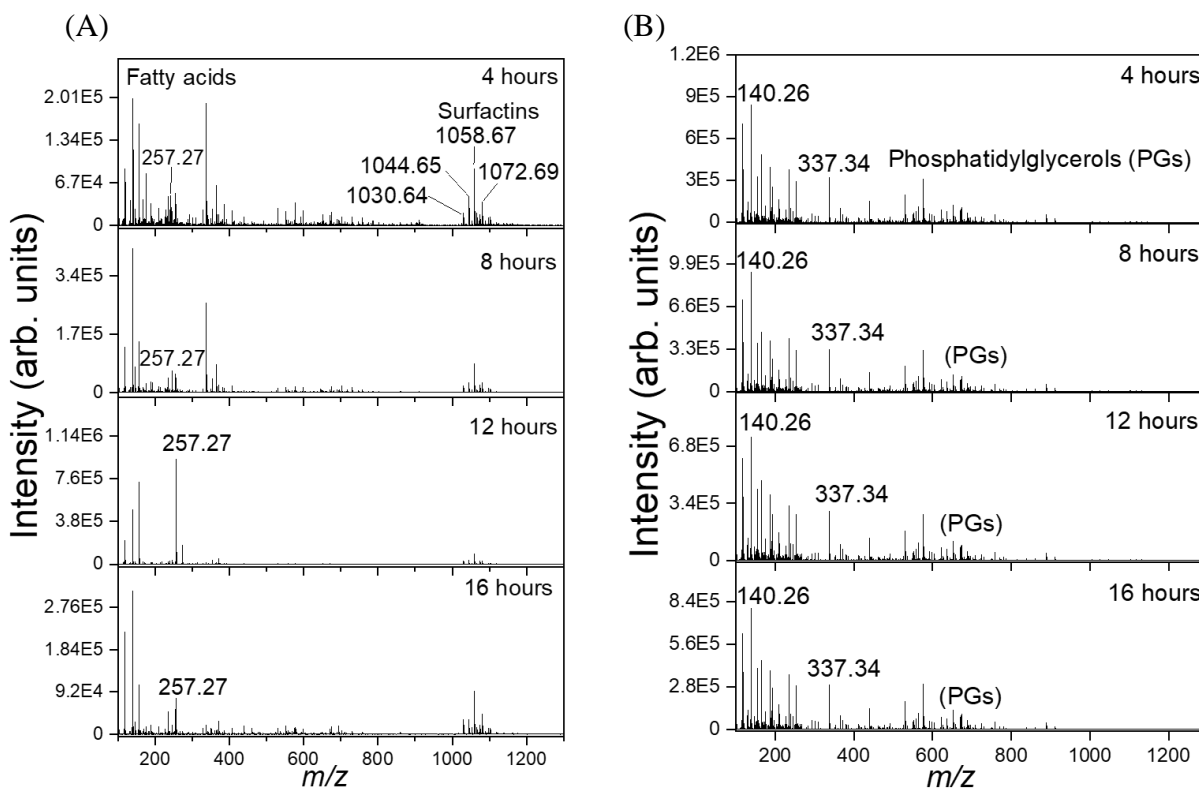 (A)
Intensity (arb. units)
Fatty acids
4 hours
2.01E5
1.34E5
6.7E4
0
257.27
Surfactins
1058.67
1044.65
1072.69
1030.64
8 hours
3.4E5
1.7E5
0
257.27
12 hours
1.14E6
7.6E5
3.8E5
0
257.27
16 hours
2.76E5
1.84E5
9.2E4
0
257.27
200 400 600 800 1000 1200
m/z
(B)
Intensity (arb. units)
1.2E6
9E5
6E5
3E5
0
4 hours
140.26
337.34
Phosphatidylglycerols (PGs)
8 hours
9.9E5
6.6E5
3.3E5
0
140.26
337.34
(PGs)
12 hours
6.8E5
3.4E5
0
140.26
337.34
(PGs)
16 hours
8.4E5
5.6E5
2.8E5
0
140.26
337.34
(PGs)
200 400 600 800 1000 1200
m/z